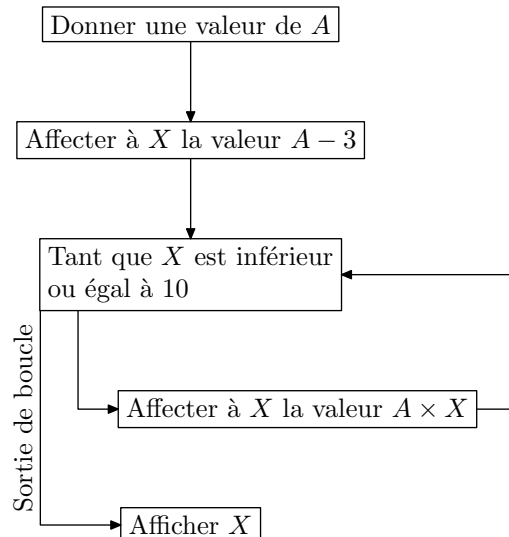 Donner une valeur de A
Affecter à X la valeur A − 3
Tant que X est inférieur
ou égal à 10
Sortie de boucle
Affecter à X la valeur A × X
Afficher X